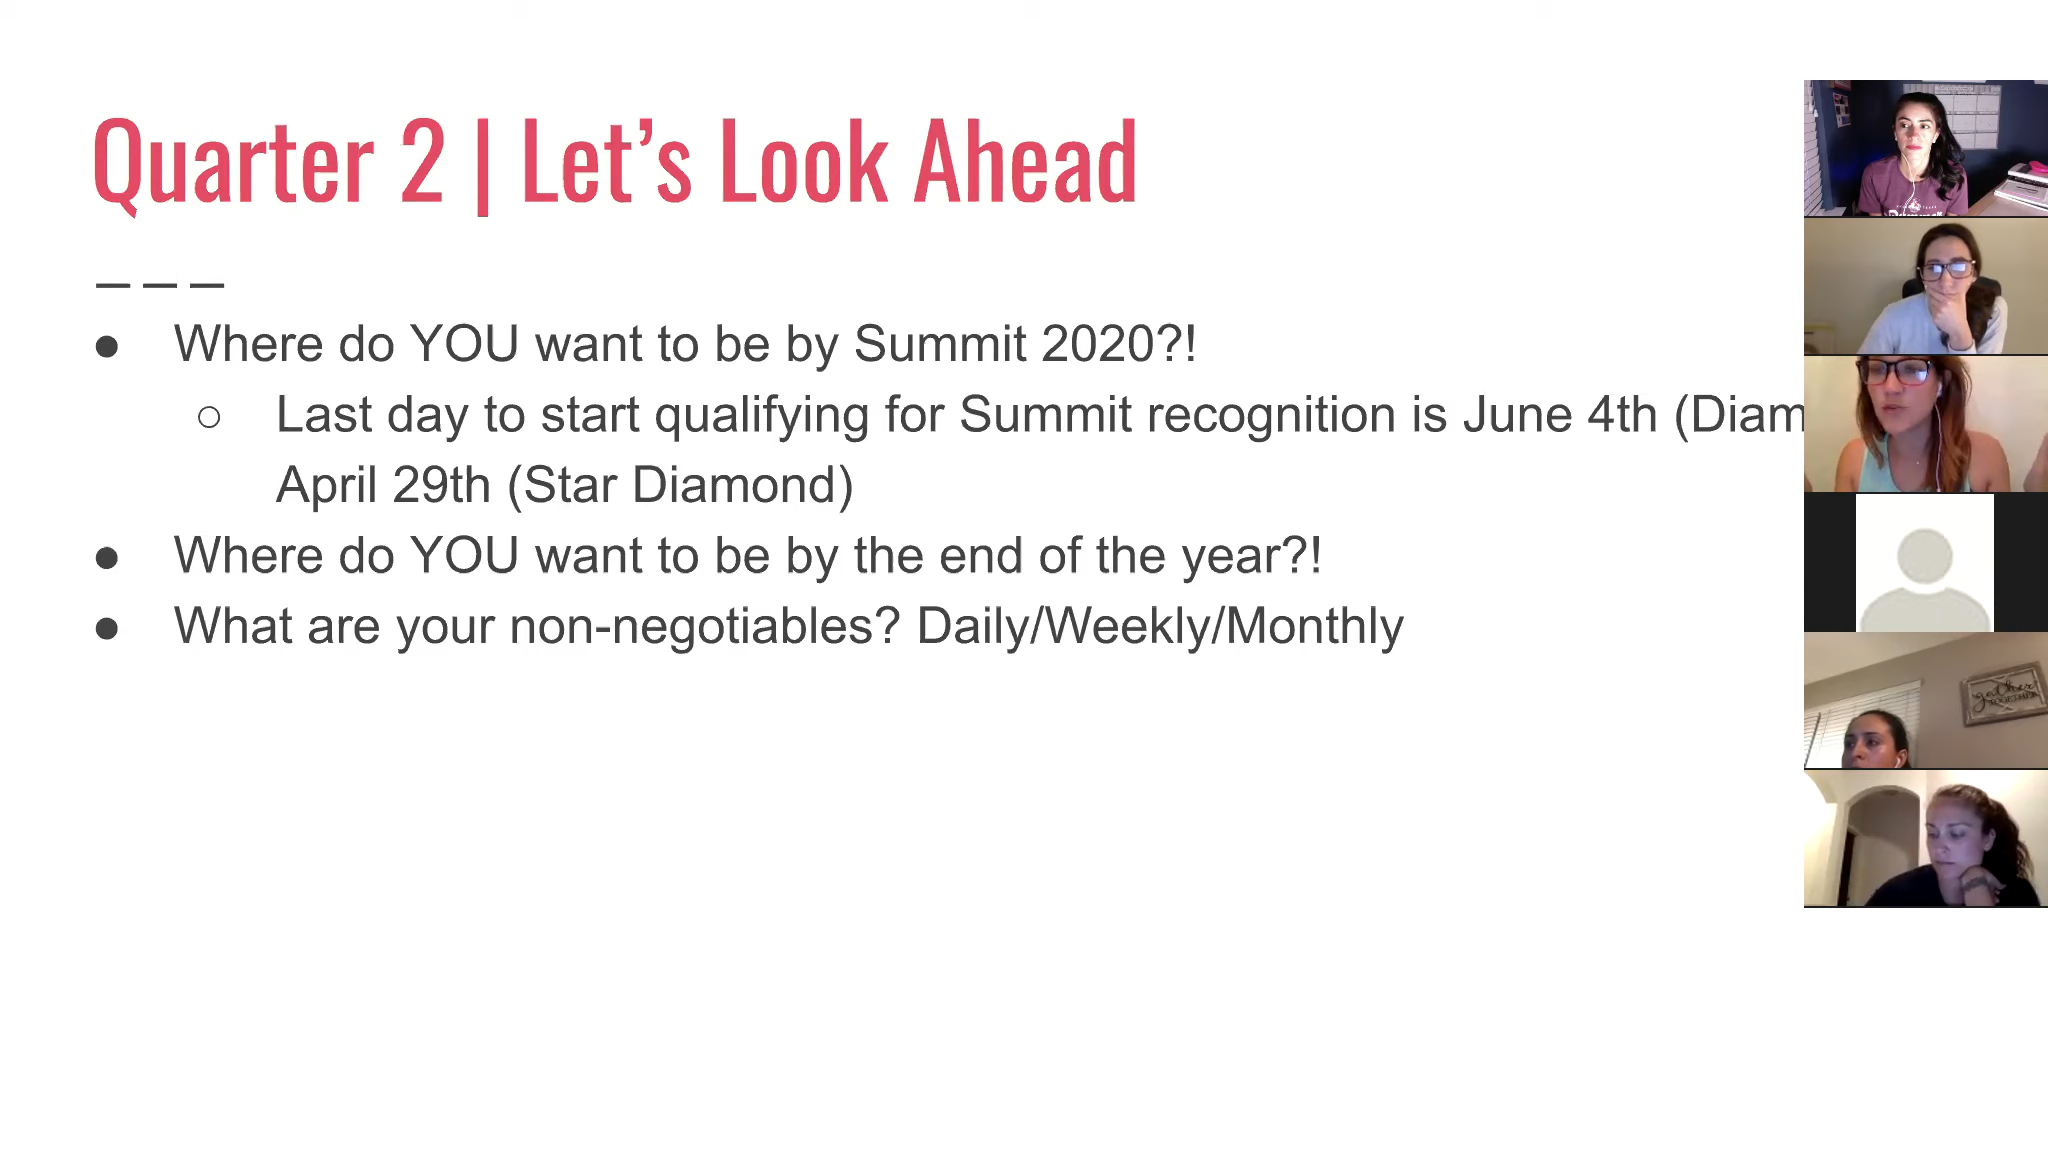 Quarter 2 | Let's Look Ahead
● Where do YOU want to be by Summit 2020?!
○ Last day to start qualifying for Summit recognition is June 4th (Diam
April 29th (Star Diamond)
● Where do YOU want to be by the end of the year?!
● What are your non-negotiables? Daily/Weekly/Monthly
gather
TOGETHER